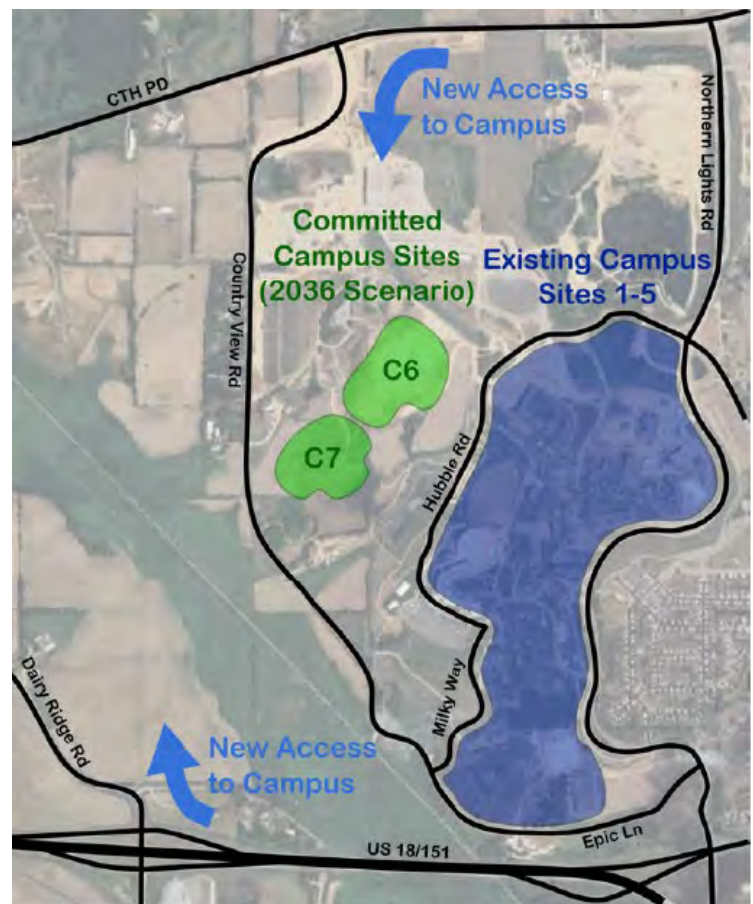 CTH PD
New Access
to Campus
Northern Lights Rd
Committed
Campus Sites
(2036 Scenario)
Existing Campus
Sites 1-5
Country View Rd
C6
C7
Hubble Rd
Milky Way
Dairy Ridge Rd
New Access
to Campus
Epic Ln
US 18/151